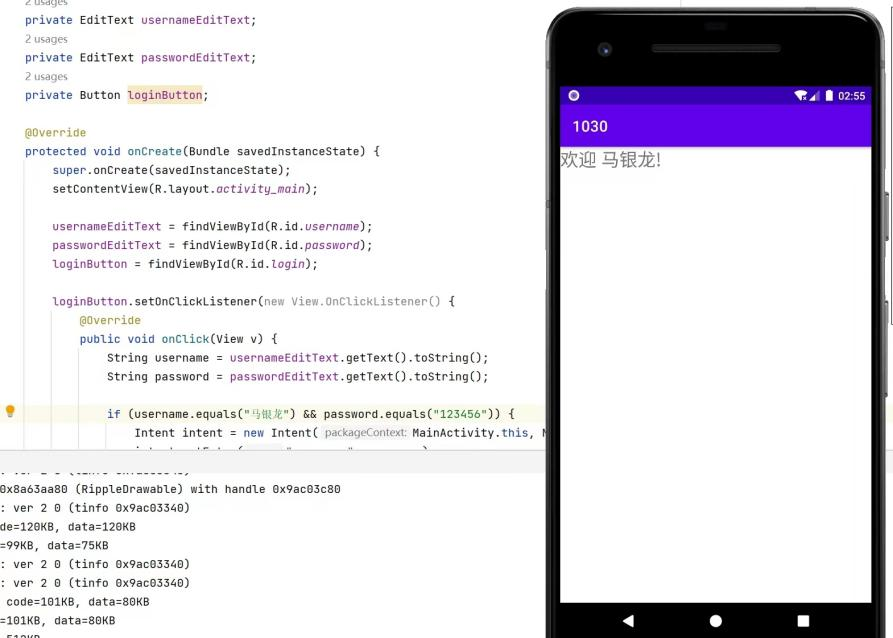 2 usages
private EditText usernameEditText;
2 usages
private EditText passwordEditText;
2 usages
private Button loginButton;
@Override
protected void onCreate(Bundle savedInstanceState) {
super.onCreate(savedInstanceState);
setContentView(R.layout.activity_main);
usernameEditText = findViewById(R.id.username);
passwordEditText = findViewById(R.id.password);
loginButton = findViewById(R.id.login);
loginButton.setOnClickListener(new View.OnClickListener() {
@Override
public void onClick(View v) {
String username = usernameEditText.getText().toString();
String password = passwordEditText.getText().toString();
if (username.equals("马银龙") && password.equals("123456")) {
Intent intent = new Intent( packageContext: MainActivity.this,
: ver 2 0 (tinfo
0x8a63aa80 (RippleDrawable) with handle 0x9ac03c80
: ver 2 0 (tinfo 0x9ac03340)
de=120KB, data=120KB
=99KB, data=75KB
: ver 2 0 (tinfo 0x9ac03340)
: ver 2 0 (tinfo 0x9ac03340)
code=101KB, data=80KB
=101KB, data=80KB
02:55
1030
欢迎 马银龙!